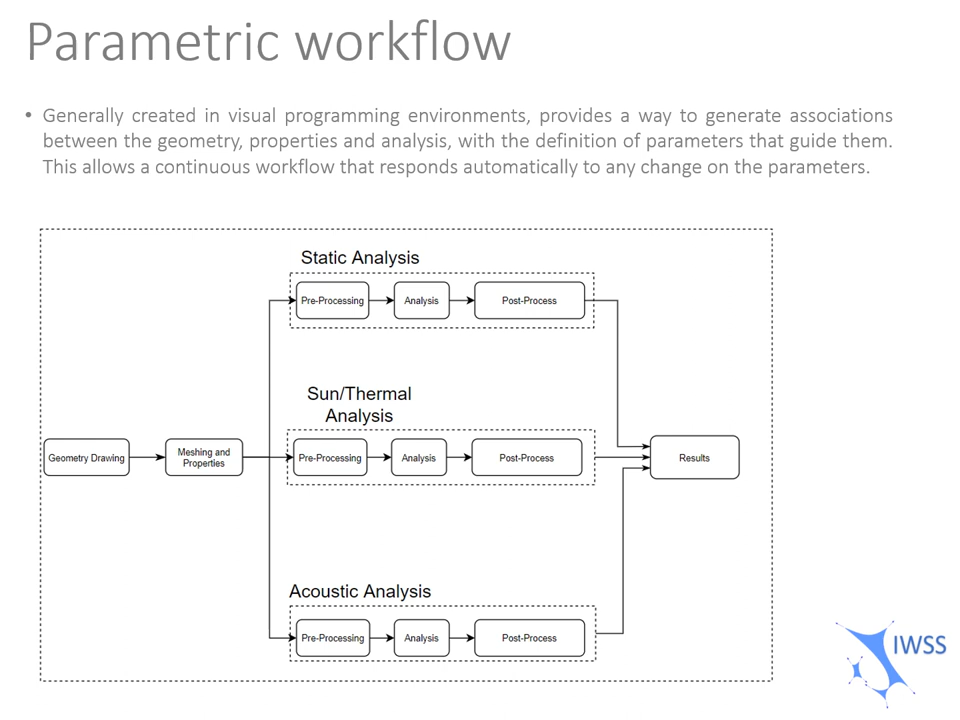 Parametric workflow
• Generally created in visual programming environments, provides a way to generate associations
between the geometry, properties and analysis, with the definition of parameters that guide them.
This allows a continuous workflow that responds automatically to any change on the parameters.
Static Analysis
Pre-Processing
Analysis
Post-Process
Sun/Thermal
Analysis
Geometry Drawing
Meshing and
Properties
Pre-Processing
Analysis
Post-Process
Results
Acoustic Analysis
Pre-Processing
Analysis
Post-Process
IWSS